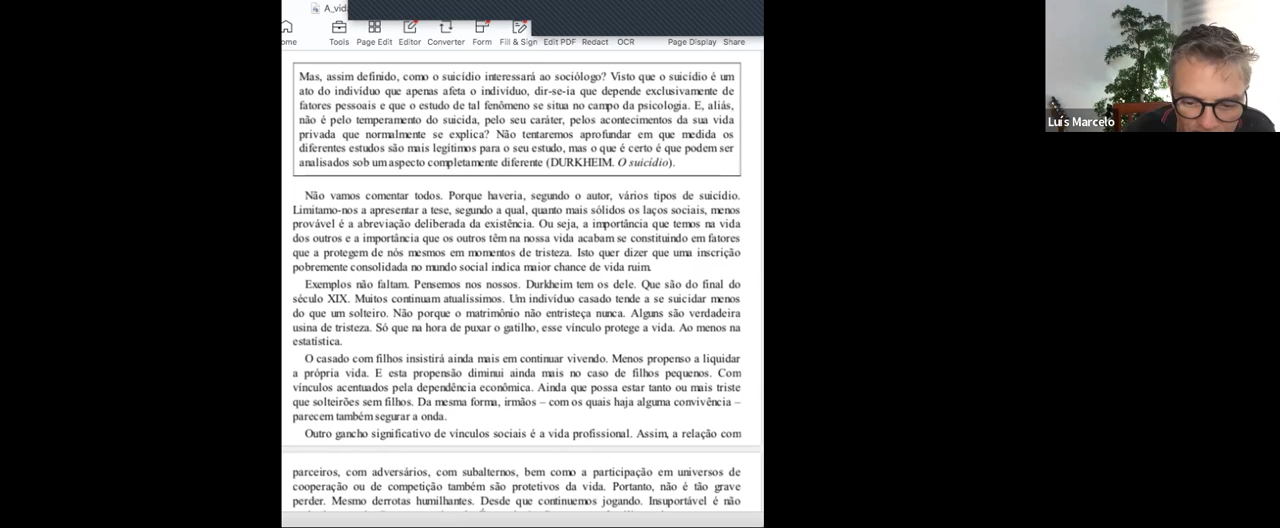 A_vid
ome Tools Page Edit Editor Converter Form Fill & Sign Edit PDF Redact OCR Page Display Share
Mas, assim definido, como o suicídio interessará ao sociólogo? Visto que o suicídio é um
ato do indivíduo que apenas afeta o indivíduo, dir-se-ia que depende exclusivamente de
fatores pessoais e que o estudo de tal fenômeno se situa no campo da psicologia. E, aliás,
não é pelo temperamento do suicida, pelo seu caráter, pelos acontecimentos da sua vida
privada que normalmente se explica? Não tentaremos aprofundar em que medida os
diferentes estudos são mais legítimos para o seu estudo, mas o que é certo é que podem ser
analisados sob um aspecto completamente diferente (DURKHEIM. O suicídio).
Não vamos comentar todos. Porque haveria, segundo o autor, vários tipos de suicídio.
Limitamo-nos a apresentar a tese, segundo a qual, quanto mais sólidos os laços sociais, menos
provável é a abreviação deliberada da existência. Ou seja, a importância que temos na vida
dos outros e a importância que os outros têm na nossa vida acabam se constituindo em fatores
que a protegem de nós mesmos em momentos de tristeza. Isto quer dizer que uma inscrição
pobremente consolidada no mundo social indica maior chance de vida ruim.
Exemplos não faltam. Pensemos nos nossos. Durkheim tem os dele. Que são do final do
século XIX. Muitos continuam atualíssimos. Um indivíduo casado tende a se suicidar menos
do que um solteiro. Não porque o matrimônio não entristeça nunca. Alguns são verdadeira
usina de tristeza. Só que na hora de puxar o gatilho, esse vínculo protege a vida. Ao menos na
estatística.
O casado com filhos insistirá ainda mais em continuar vivendo. Menos propenso a liquidar
a própria vida. E esta propensão diminui ainda mais no caso de filhos pequenos. Com
vínculos acentuados pela dependência econômica. Ainda que possa estar tanto ou mais triste
que solteirões sem filhos. Da mesma forma, irmãos – com os quais haja alguma convivência –
parecem também segurar a onda.
Outro gancho significativo de vínculos sociais é a vida profissional. Assim, a relação com
parceiros, com adversários, com subalternos, bem como a participação em universos de
cooperação ou de competição também são protetivos da vida. Portanto, não é tão grave
perder. Mesmo derrotas humilhantes. Desde que continuemos jogando. Insuportável é não
Luís Marcelo